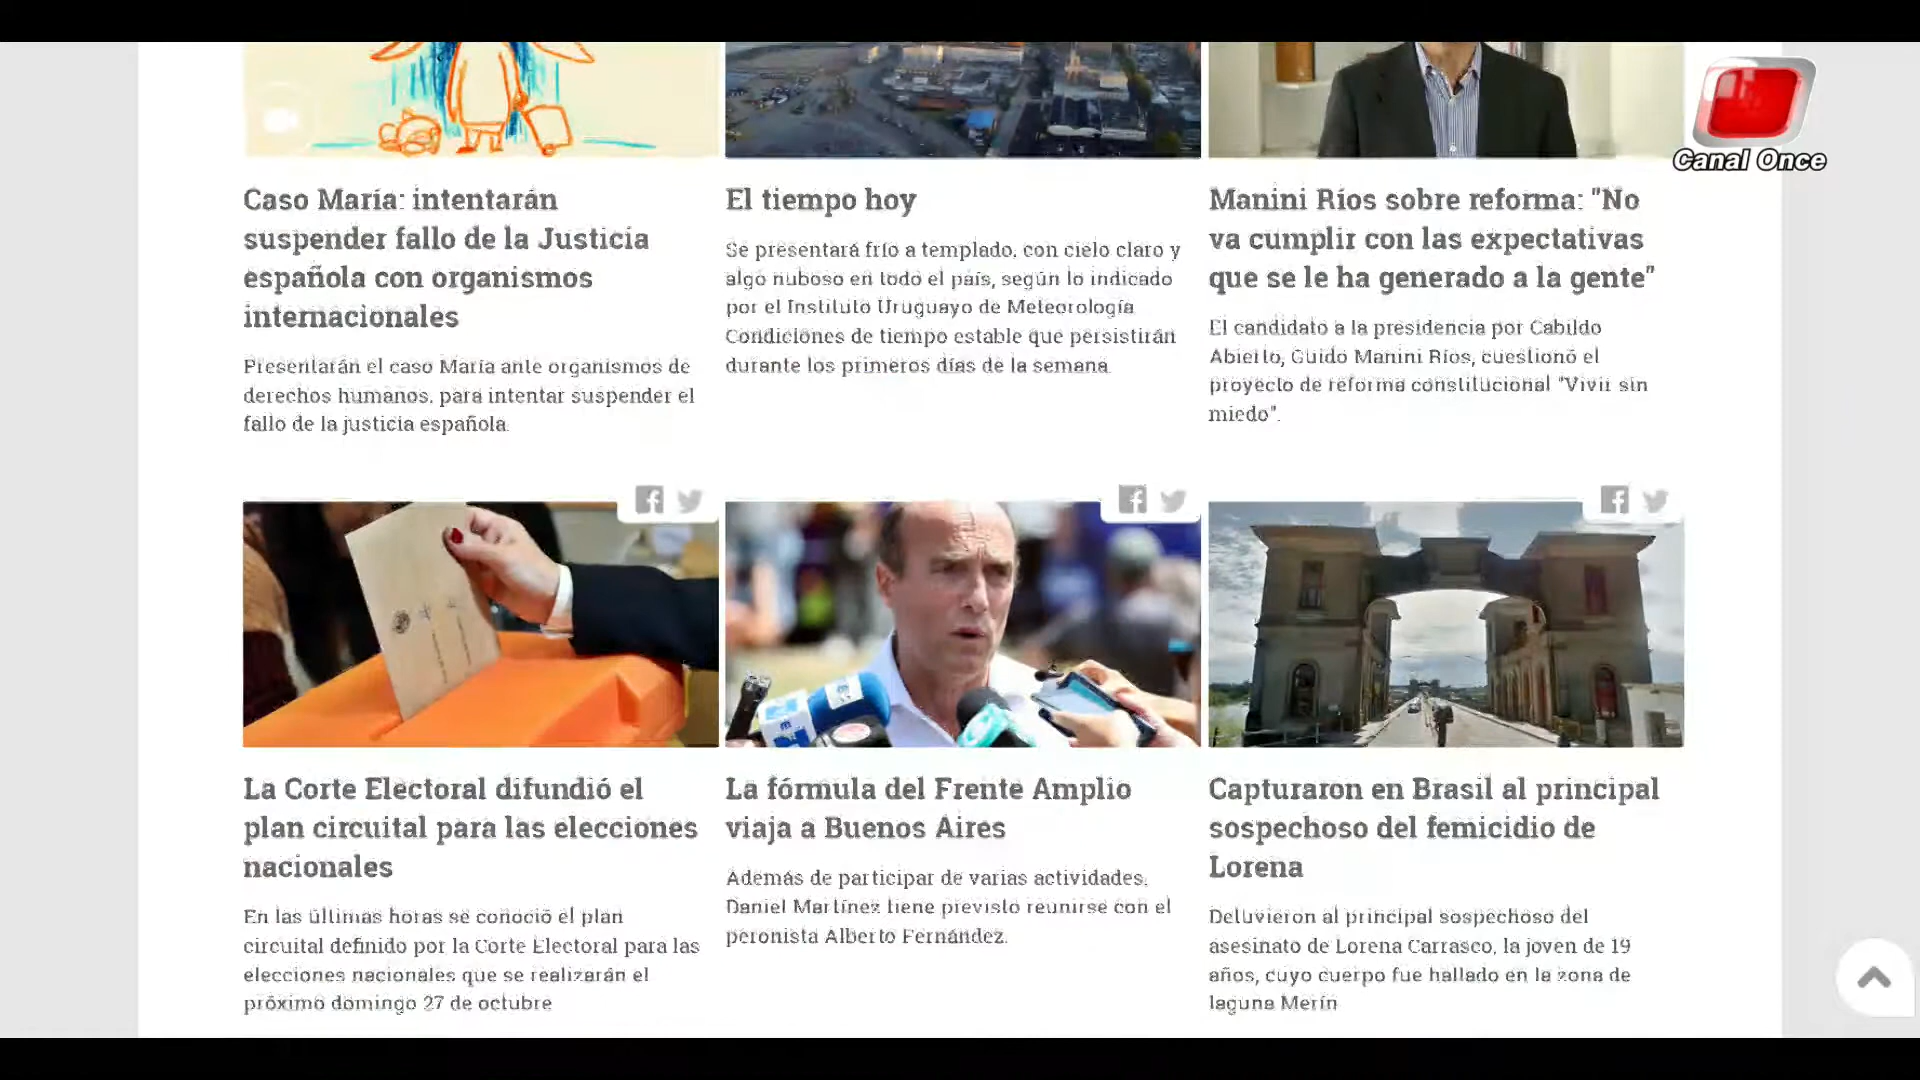 Canal Once
Caso María: intentarán
suspender fallo de la Justicia
española con organismos
internacionales
Presentarán el caso María ante organismos de
derechos humanos, para intentar suspender el
fallo de la justicia española.
El tiempo hoy
Se presentará frío a templado, con cielo claro y
algo nuboso en todo el país, según lo indicado
por el Instituto Uruguayo de Meteorología
Condiciones de tiempo estable que persistirán
durante los primeros días de la semana
Manini Ríos sobre reforma: "No
va cumplir con las expectativas
que se le ha generado a la gente"
El candidato a la presidencia por Cabildo
Abierto, Guido Manini Ríos, cuestionó el
proyecto de reforma constitucional "Vivir sin
miedo".
La Corte Electoral difundió el
plan circuital para las elecciones
nacionales
En las últimas horas se conoció el plan
circuital definido por la Corte Electoral para las
elecciones nacionales que se realizarán el
próximo domingo 27 de octubre
La fórmula del Frente Amplio
viaja a Buenos Aires
Además de participar de varias actividades,
Daniel Martínez tiene previsto reunirse con el
peronista Alberto Fernández.
Capturaron en Brasil al principal
sospechoso del femicidio de
Lorena
Detuvieron al principal sospechoso del
asesinato de Lorena Carrasco, la joven de 19
años, cuyo cuerpo fue hallado en la zona de
laguna Merín